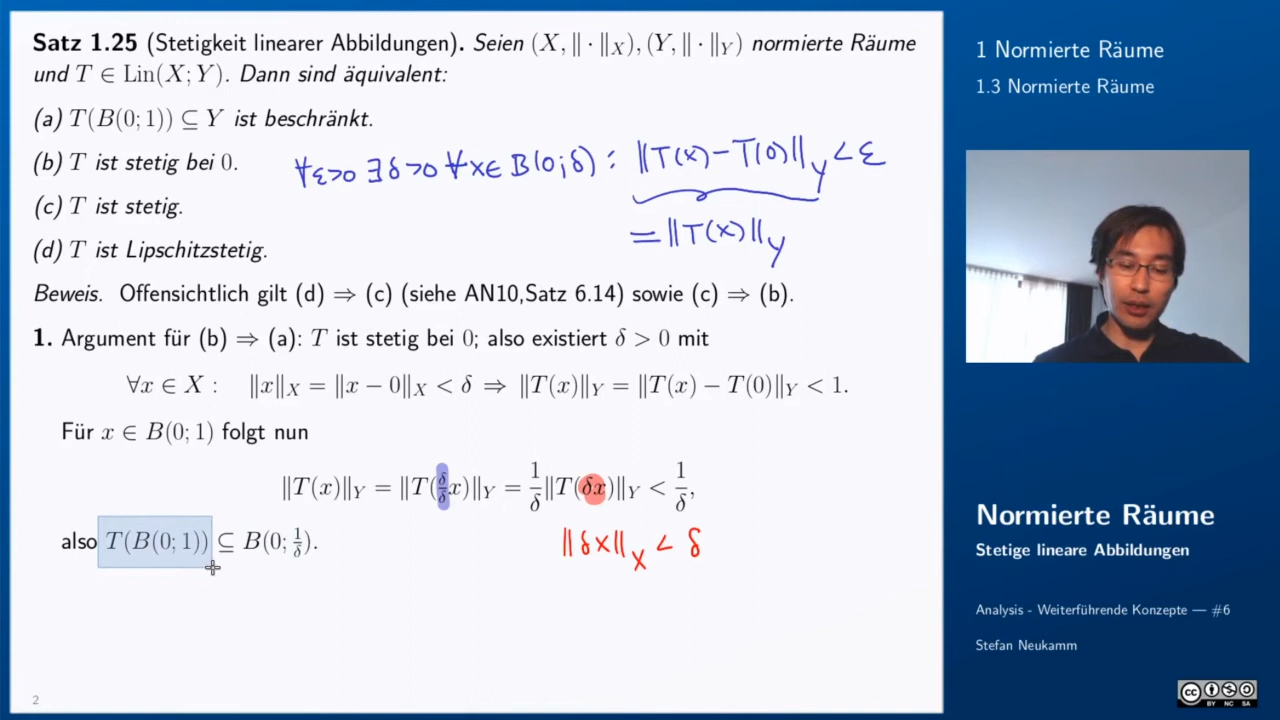 Satz 1.25 (Stetigkeit linearer Abbildungen). Seien (X, ‖ · ‖_X), (Y, ‖ · ‖_Y) normierte Räume
und T ∈ Lin(X; Y). Dann sind äquivalent:
(a) T(B(0; 1)) ⊆ Y ist beschränkt.
(b) T ist stetig bei 0.
∀ε>0 ∃δ>0 ∀x∈B(0;δ) : ‖T(x)−T(0)‖_Y < ε
(c) T ist stetig.
=‖T(x)‖_Y
(d) T ist Lipschitzstetig.
Beweis. Offensichtlich gilt (d) ⇒ (c) (siehe AN10,Satz 6.14) sowie (c) ⇒ (b).
1. Argument für (b) ⇒ (a): T ist stetig bei 0; also existiert δ > 0 mit
∀x ∈ X : ‖x‖_X = ‖x − 0‖_X < δ ⇒ ‖T(x)‖_Y = ‖T(x) − T(0)‖_Y < 1.
Für x ∈ B(0; 1) folgt nun
‖T(x)‖_Y = ‖T(δ/δ x)‖_Y = 1/δ ‖T(δx)‖_Y < 1/δ,
also T(B(0; 1)) ⊆ B(0; 1/δ).
‖δx‖_X < δ
2
1 Normierte Räume
1.3 Normierte Räume
Normierte Räume
Stetige lineare Abbildungen
Analysis - Weiterführende Konzepte — #6
Stefan Neukamm
cc
BY NC SA